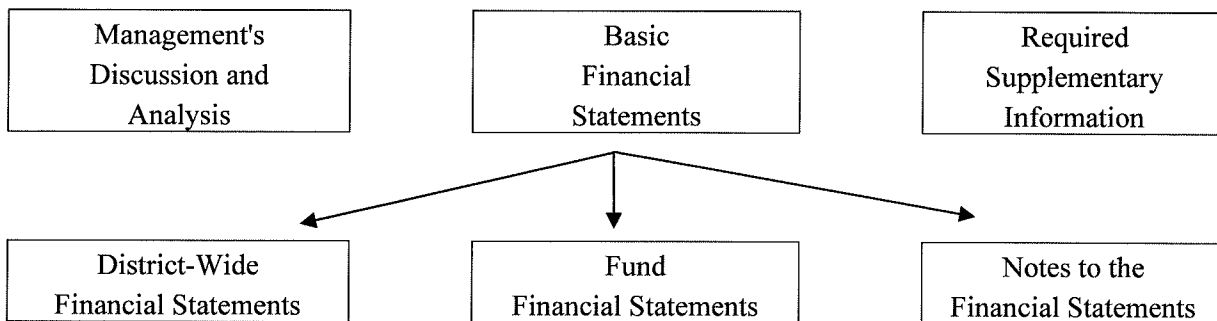 Management's
Discussion and
Analysis
Basic
Financial
Statements
Required
Supplementary
Information
District-Wide
Financial Statements
Fund
Financial Statements
Notes to the
Financial Statements